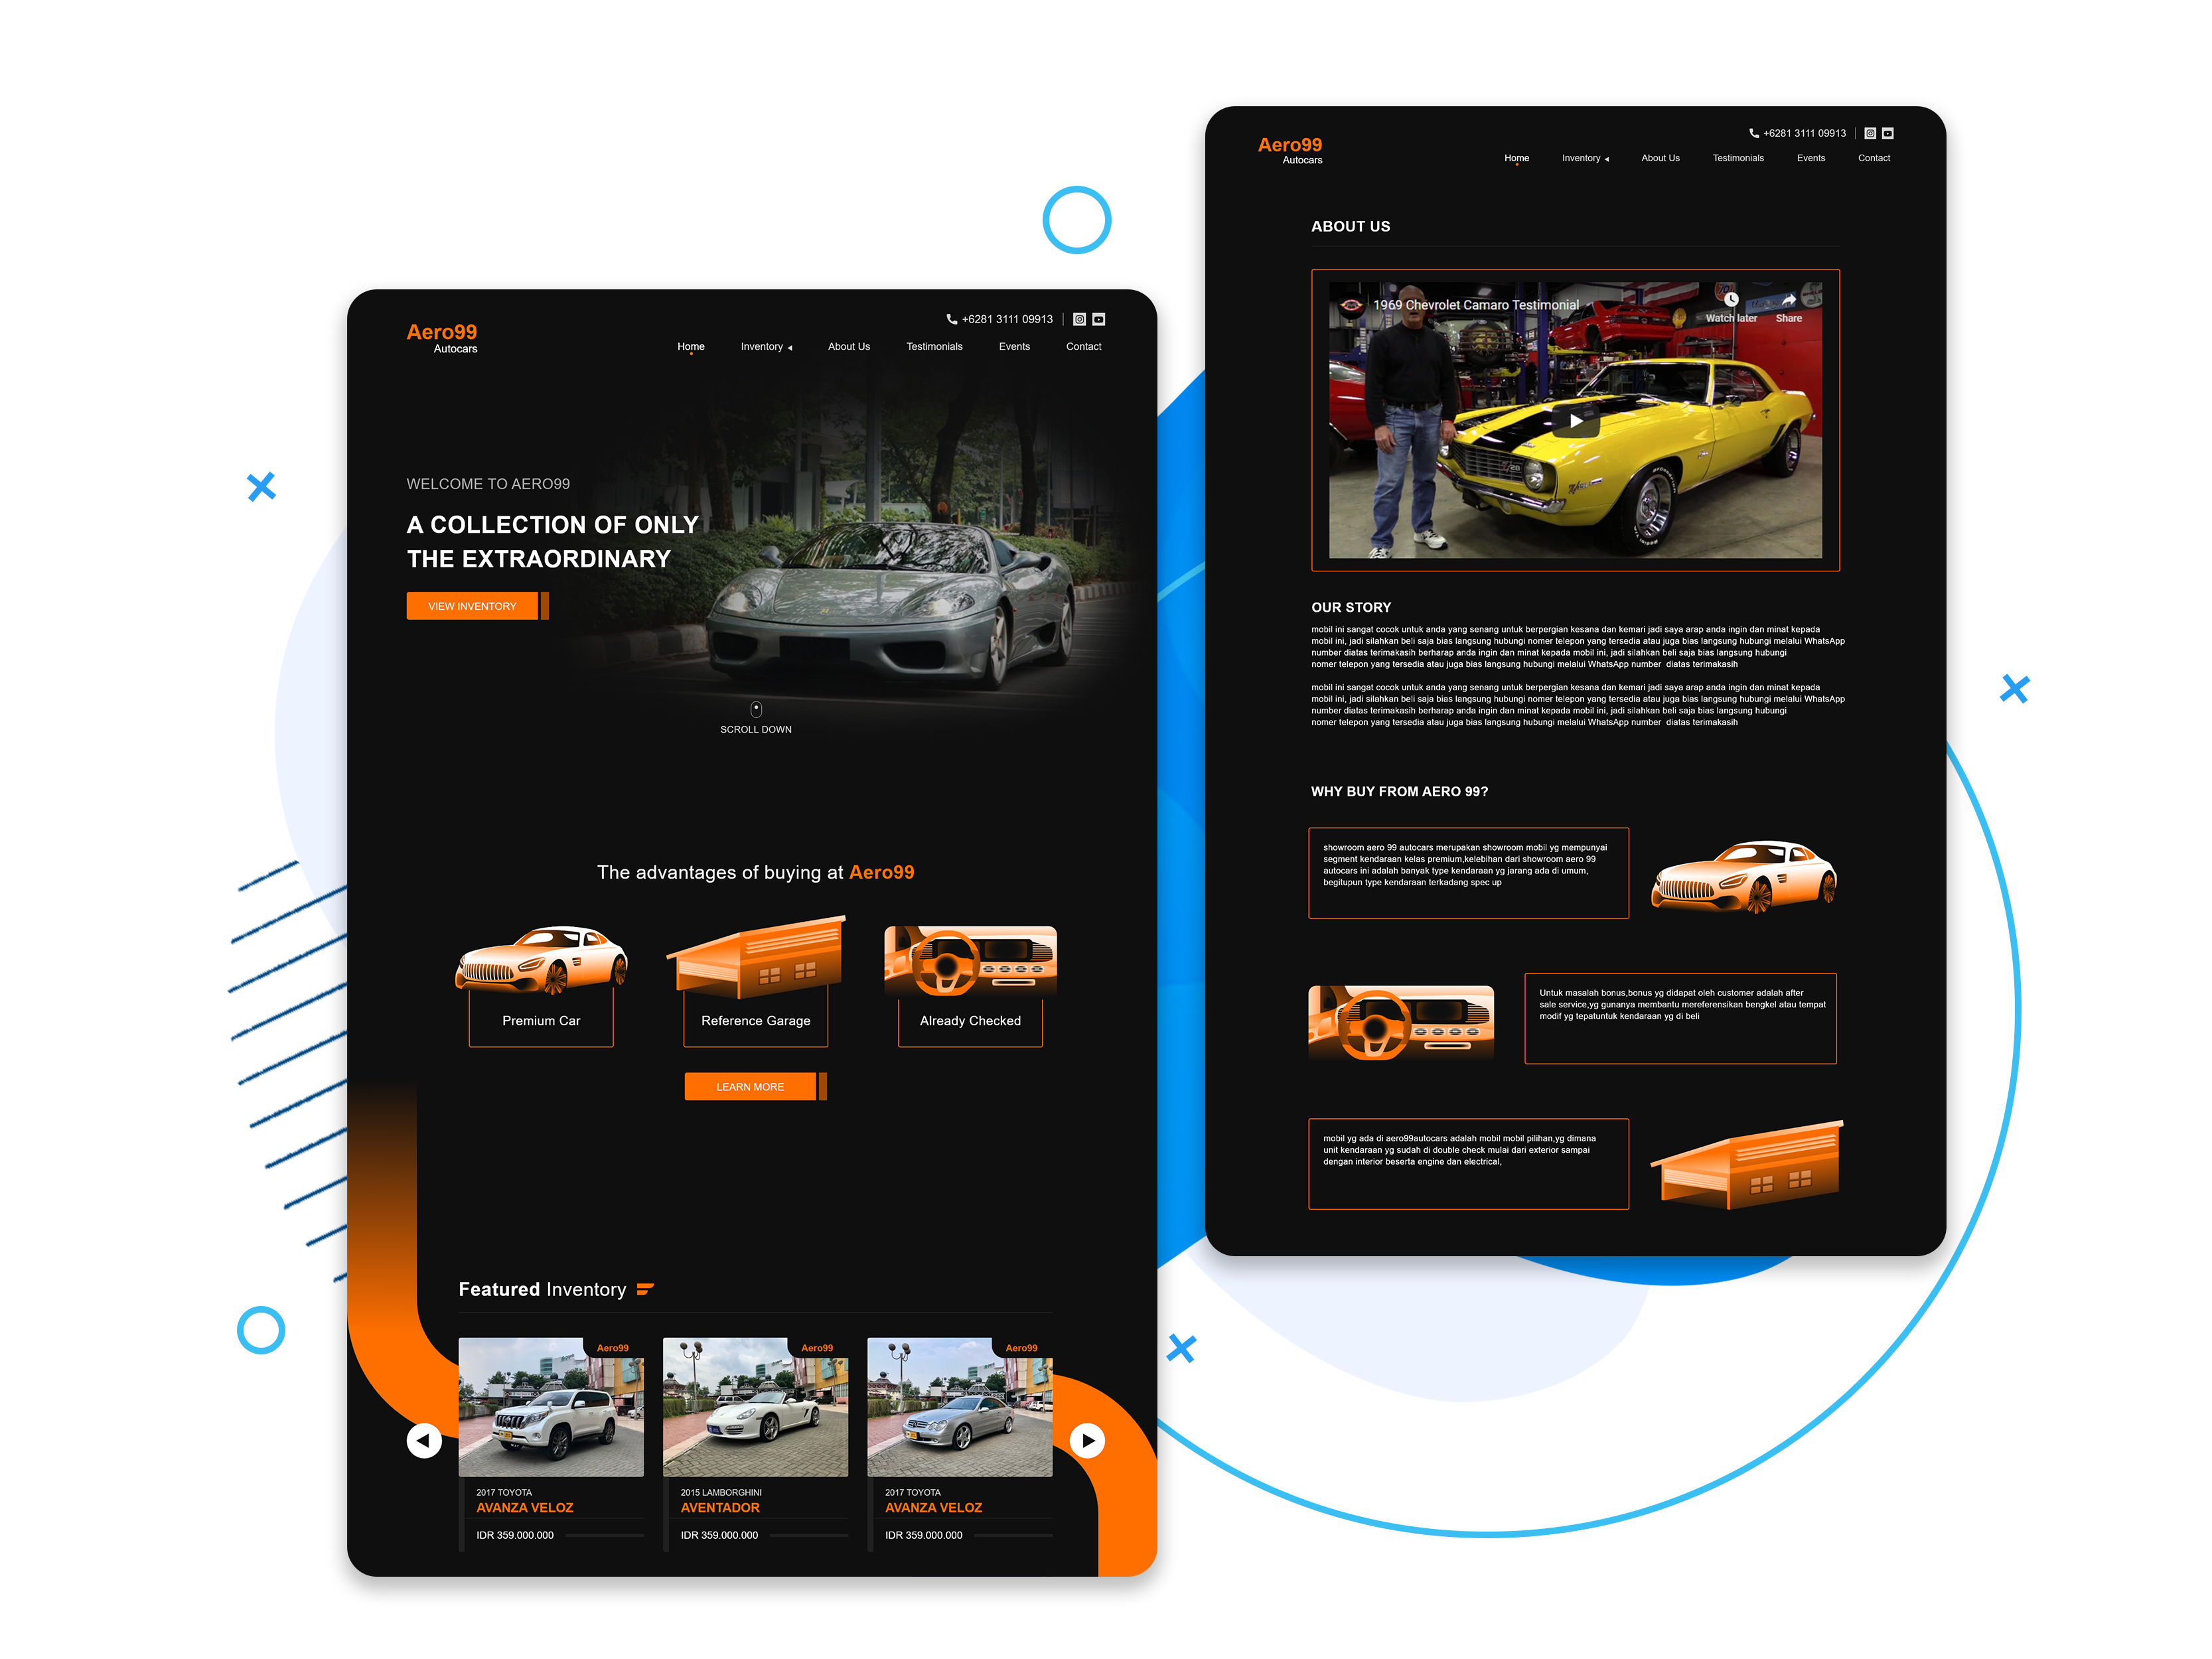 Aero99
Autocars
+6281 3111 09913
Home Inventory About Us Testimonials Events Contact
WELCOME TO AERO99
A COLLECTION OF ONLY
THE EXTRAORDINARY
VIEW INVENTORY
SCROLL DOWN
The advantages of buying at Aero99
Premium Car Reference Garage Already Checked
LEARN MORE
Featured Inventory
Aero99 Aero99 Aero99
2017 TOYOTA
AVANZA VELOZ
IDR 359.000.000
2015 LAMBORGHINI
AVENTADOR
IDR 359.000.000
2017 TOYOTA
AVANZA VELOZ
IDR 359.000.000
Aero99
Autocars
+6281 3111 09913
Home Inventory About Us Testimonials Events Contact
ABOUT US
1969 Chevrolet Camaro Testimonial
Watch later Share
Z/28
OUR STORY
mobil ini sangat cocok untuk anda yang senang untuk berpergian kesana dan kemari jadi saya arap anda ingin dan minat kepada
mobil ini, jadi silahkan beli saja bias langsung hubungi nomer telepon yang tersedia atau juga bias langsung hubungi melalui WhatsApp
number diatas terimakasih berharap anda ingin dan minat kepada mobil ini, jadi silahkan beli saja bias langsung hubungi
nomer telepon yang tersedia atau juga bias langsung hubungi melalui WhatsApp number diatas terimakasih
mobil ini sangat cocok untuk anda yang senang untuk berpergian kesana dan kemari jadi saya arap anda ingin dan minat kepada
mobil ini, jadi silahkan beli saja bias langsung hubungi nomer telepon yang tersedia atau juga bias langsung hubungi melalui WhatsApp
number diatas terimakasih berharap anda ingin dan minat kepada mobil ini, jadi silahkan beli saja bias langsung hubungi
nomer telepon yang tersedia atau juga bias langsung hubungi melalui WhatsApp number diatas terimakasih
WHY BUY FROM AERO 99?
showroom aero 99 autocars merupakan showroom mobil yg mempunyai
segment kendaraan kelas premium,kelebihan dari showroom aero 99
autocars ini adalah banyak type kendaraan yg jarang ada di umum,
begitupun type kendaraan terkadang spec up
Untuk masalah bonus,bonus yg didapat oleh customer adalah after
sale service,yg gunanya membantu mereferensikan bengkel atau tempat
modif yg tepatuntuk kendaraan yg di beli
mobil yg ada di aero99autocars adalah mobil mobil pilihan,yg dimana
unit kendaraan yg sudah di double check mulai dari exterior sampai
dengan interior beserta engine dan electrical,